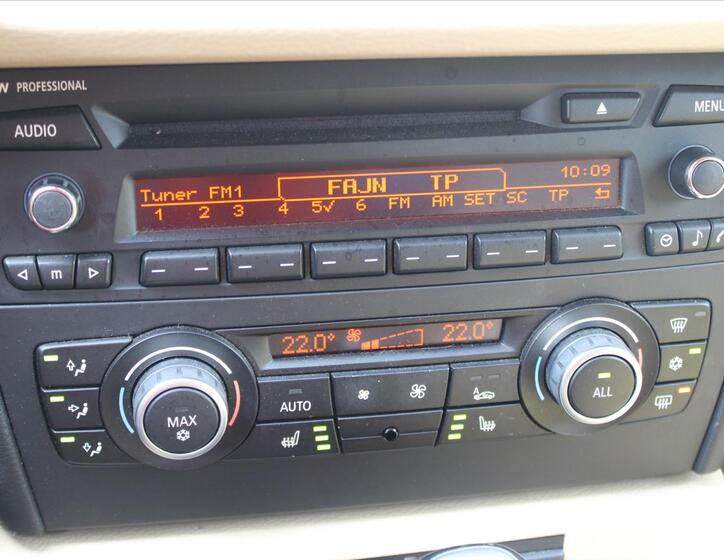 PROFESSIONAL
AUDIO
MENU
Tuner FM1 FAJN TP 10:09
1 2 3 4 5✓ 6 FM AM SET SC TP
m
22.0° 22.0°
MAX
AUTO
ALL